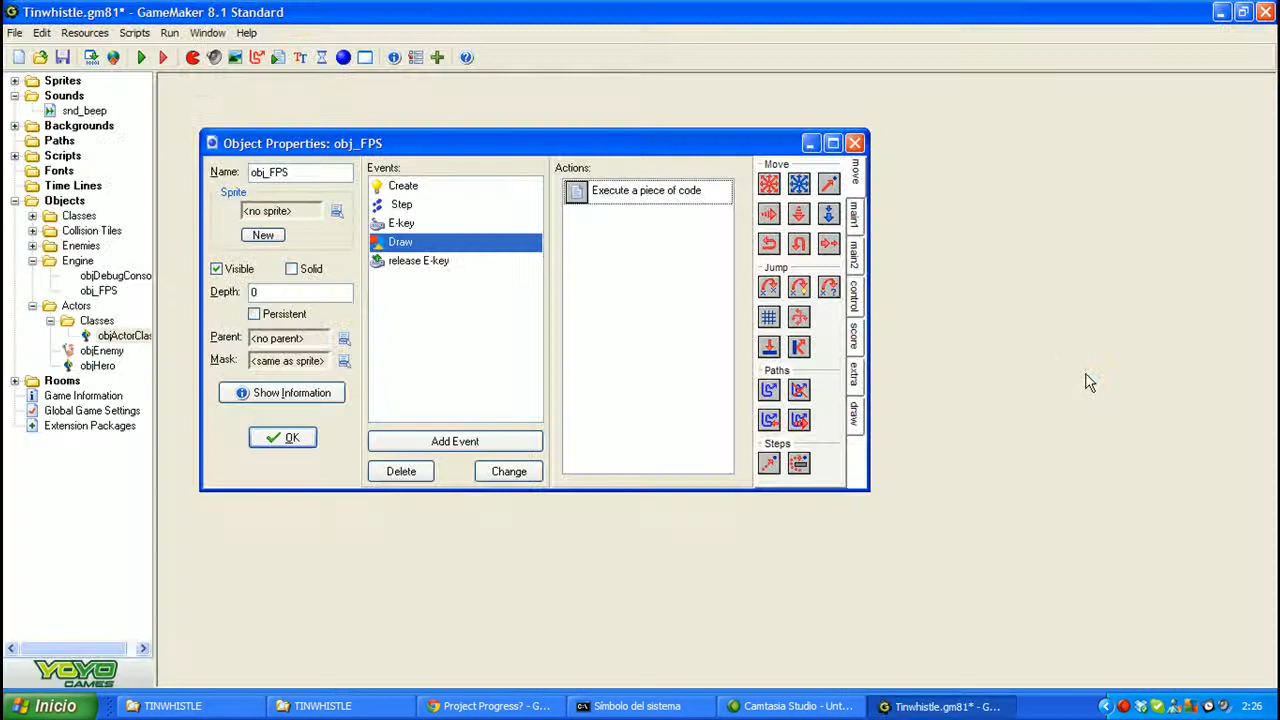 Tinwhistle.gm81* - GameMaker 8.1 Standard
File Edit Resources Scripts Run Window Help
Sprites
Sounds
snd_beep
Backgrounds
Paths
Scripts
Fonts
Time Lines
Objects
Classes
Collision Tiles
Enemies
Engine
objDebugConso
obj_FPS
Actors
Classes
objActorClas
objEnemy
objHero
Rooms
Game Information
Global Game Settings
Extension Packages
YOYO
GAMES
Object Properties: obj_FPS
Name: obj_FPS
Sprite
<no sprite>
New
Visible Solid
Depth: 0
Persistent
Parent: <no parent>
Mask: <same as sprite>
Show Information
OK
Events:
Create
Step
E-key
Draw
release E-key
Add Event
Delete Change
Actions:
Execute a piece of code
Move
Jump
Paths
Steps
move
main1
main2
control
score
extra
draw
Inicio
TINWHISTLE
TINWHISTLE
Project Progress? - G...
Símbolo del sistema
Camtasia Studio - Unt...
Tinwhistle.gm81* - G...
2:26